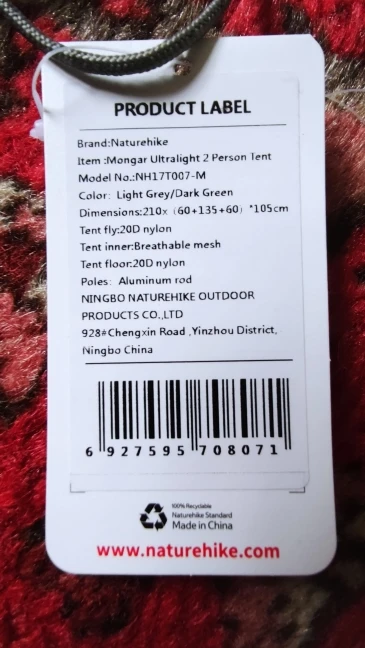 PRODUCT LABEL
Brand:Naturehike
Item :Mongar Ultralight 2 Person Tent
Model No.:NH17T007-M
Color: Light Grey/Dark Green
Dimensions:210x (60+135+60) *105cm
Tent fly:20D nylon
Tent inner:Breathable mesh
Tent floor:20D nylon
Poles: Aluminum rod
NINGBO NATUREHIKE OUTDOOR
PRODUCTS CO.,LTD
928#Chengxin Road ,Yinzhou District,
Ningbo China
6 927595 708071
100% Recyclable
Naturehike Standard
Made in China
www.naturehike.com